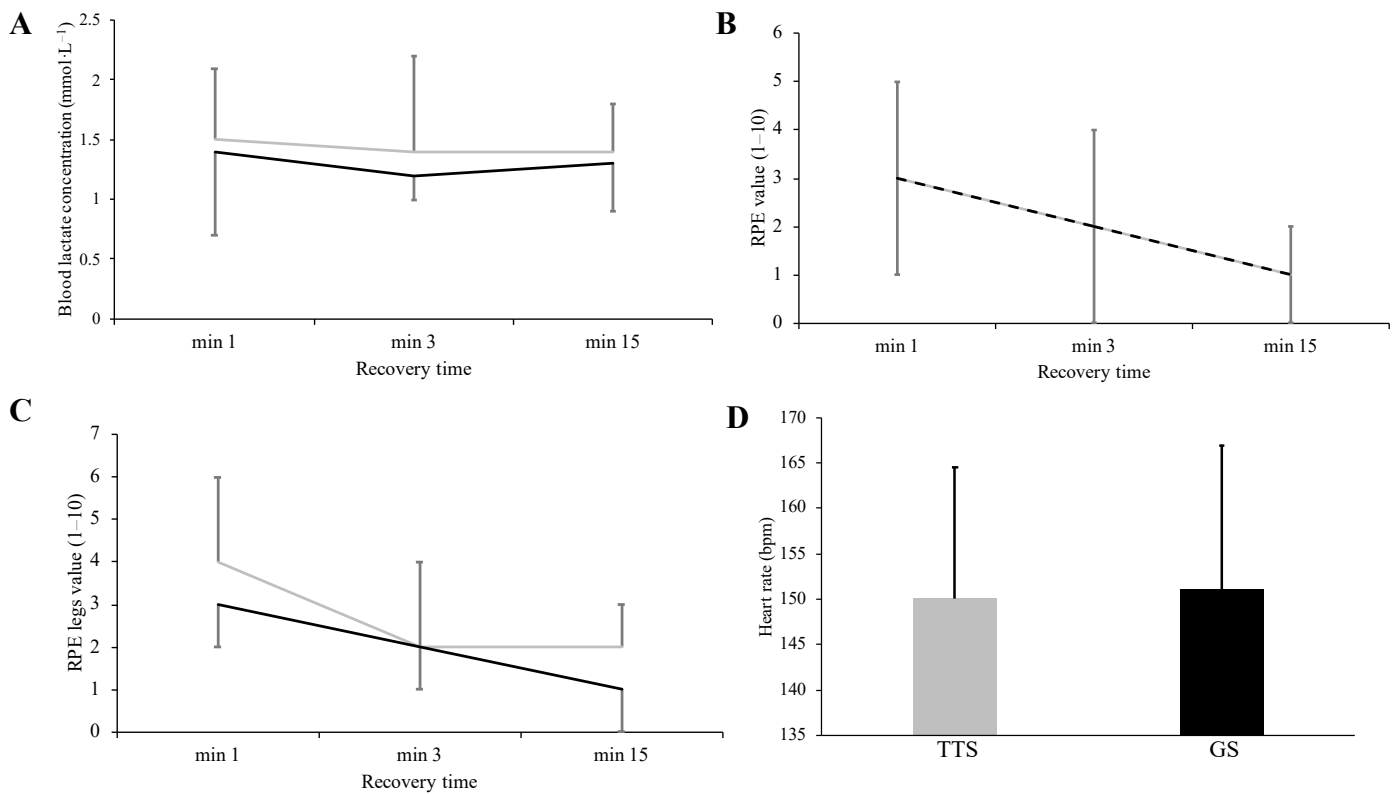 A
Blood lactate concentration (mmol·L⁻¹)
2.5
2
1.5
1
0.5
0
min 1 min 3 min 15
Recovery time
B
RPE value (1–10)
6
5
4
3
2
1
0
min 1 min 3 min 15
Recovery time
C
RPE legs value (1–10)
7
6
5
4
3
2
1
0
min 1 min 3 min 15
Recovery time
D
Heart rate (bpm)
170
165
160
155
150
145
140
135
TTS GS